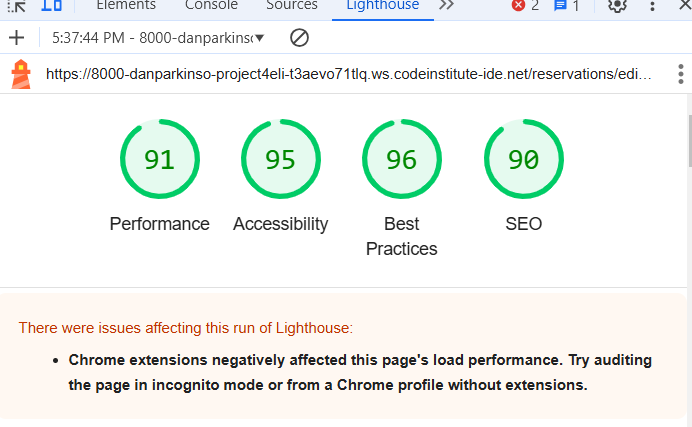 Elements Console Sources Lighthouse 2 1
5:37:44 PM - 8000-danparkins
https://8000-danparkinso-project4eli-t3aevo71tlq.ws.codeinstitute-ide.net/reservations/edi…
91 95 96 90
Performance Accessibility Best Practices SEO
There were issues affecting this run of Lighthouse:
• Chrome extensions negatively affected this page's load performance. Try auditing
the page in incognito mode or from a Chrome profile without extensions.